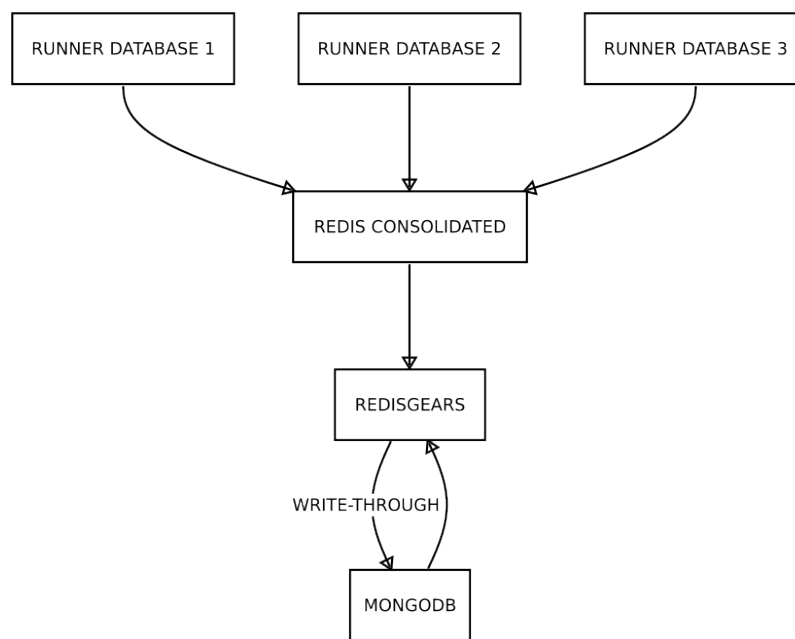 RUNNER DATABASE 1
RUNNER DATABASE 2
RUNNER DATABASE 3
REDIS CONSOLIDATED
REDISGEARS
WRITE-THROUGH
MONGODB